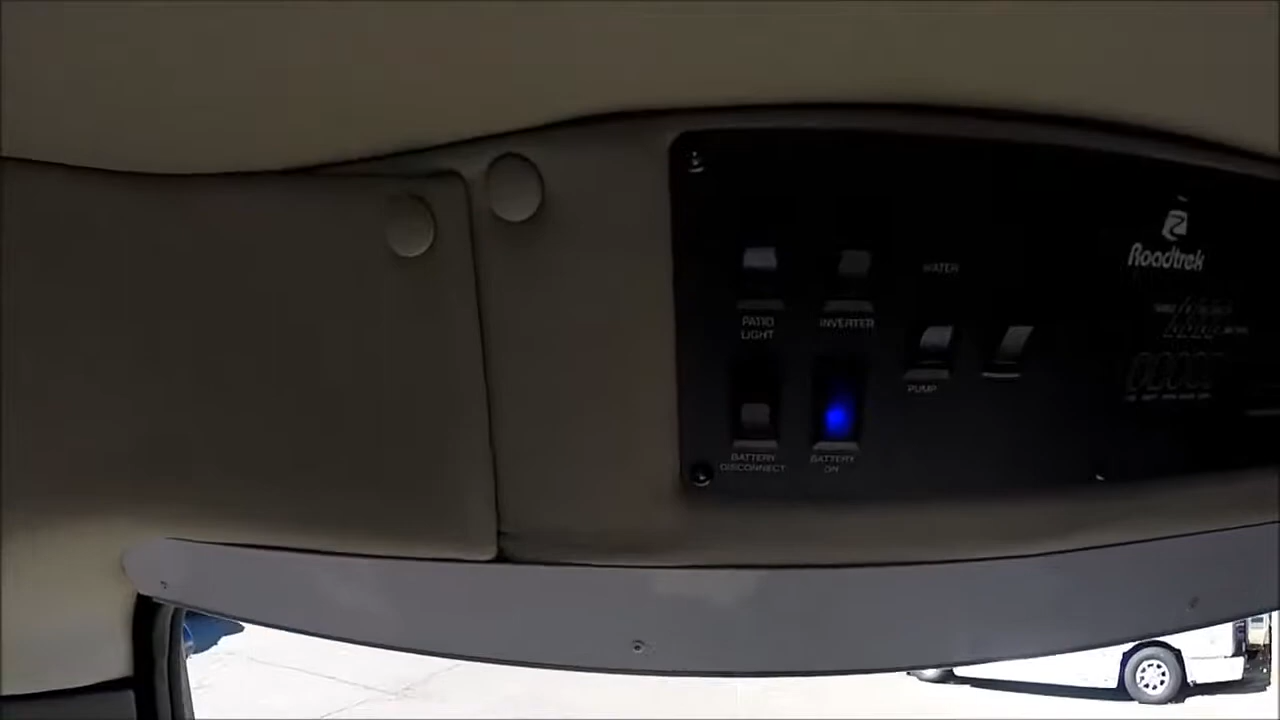 WATER
Roadtrek
PATIO
LIGHT
INVERTER
PUMP
BATTERY
DISCONNECT
BATTERY
ON